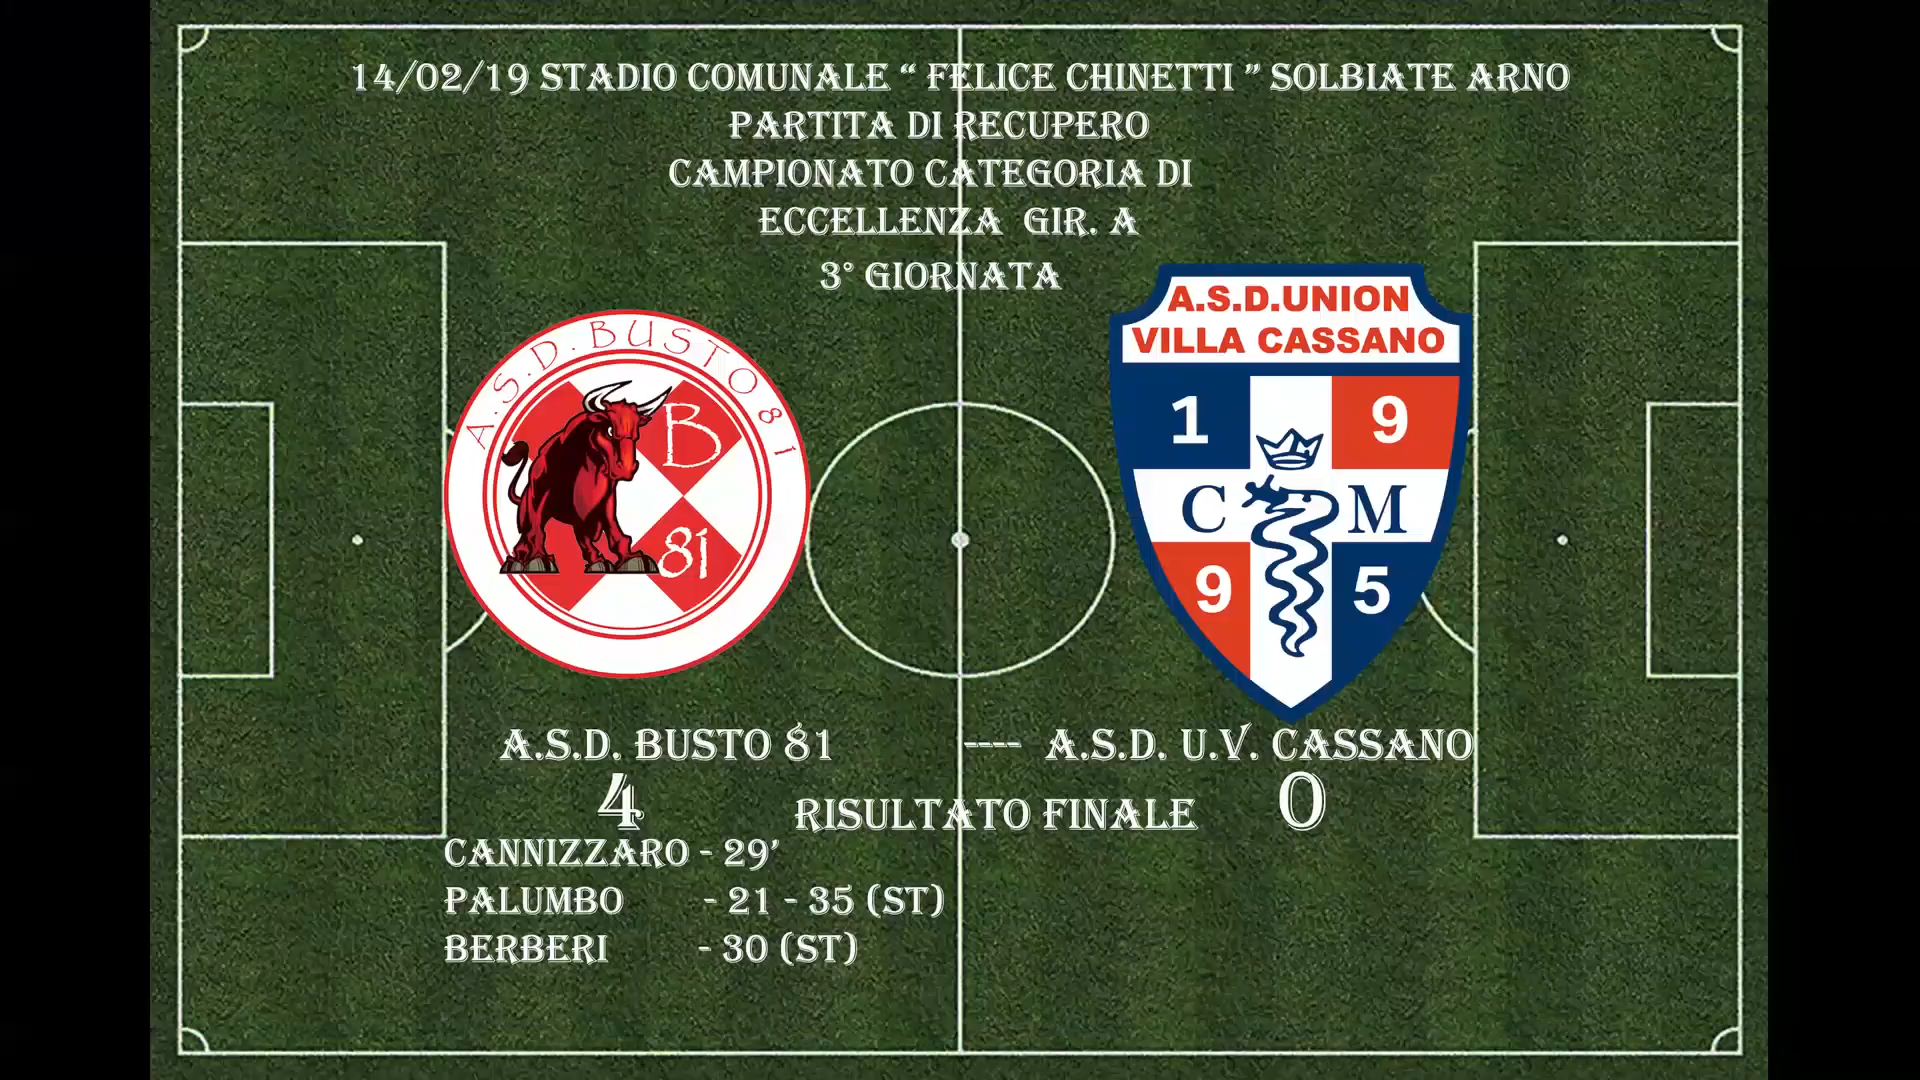 14/02/19 STADIO COMUNALE “ FELICE CHINETTI ” SOLBIATE ARNO
PARTITA DI RECUPERO
CAMPIONATO CATEGORIA DI
ECCELLENZA GIR. A
3° GIORNATA
A.S.D. BUSTO 81
B
81
A.S.D.UNION
VILLA CASSANO
1 9
C M
9 5
A.S.D. BUSTO 81 ---- A.S.D. U.V. CASSANO
4 RISULTATO FINALE 0
CANNIZZARO - 29’
PALUMBO - 21 - 35 (ST)
BERBERI - 30 (ST)